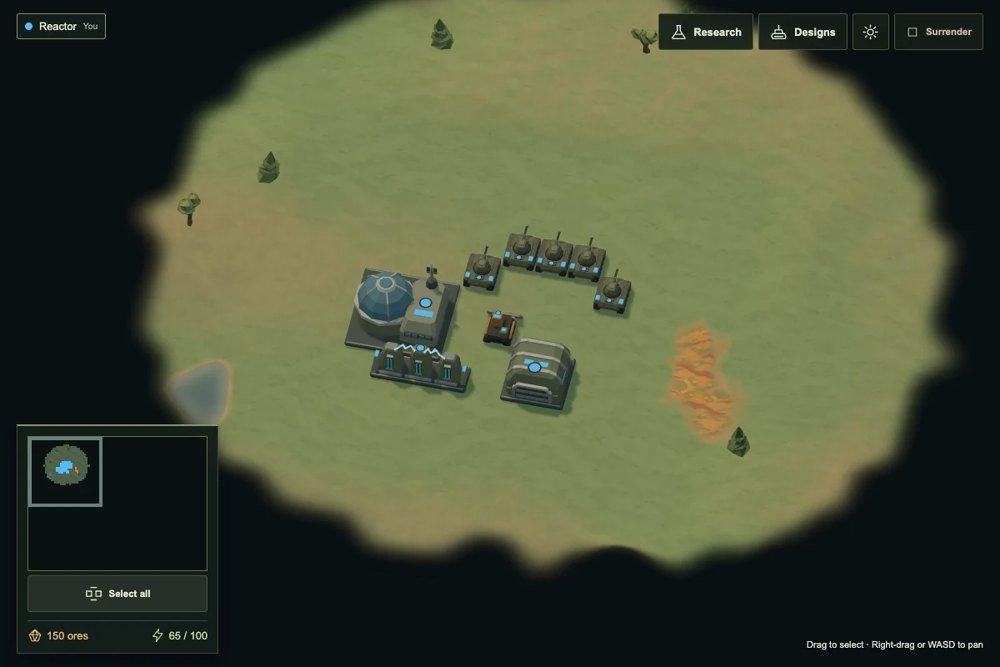 Reactor You
Research
Designs
Surrender
Select all
150 ores
65 / 100
Drag to select · Right-drag or WASD to pan